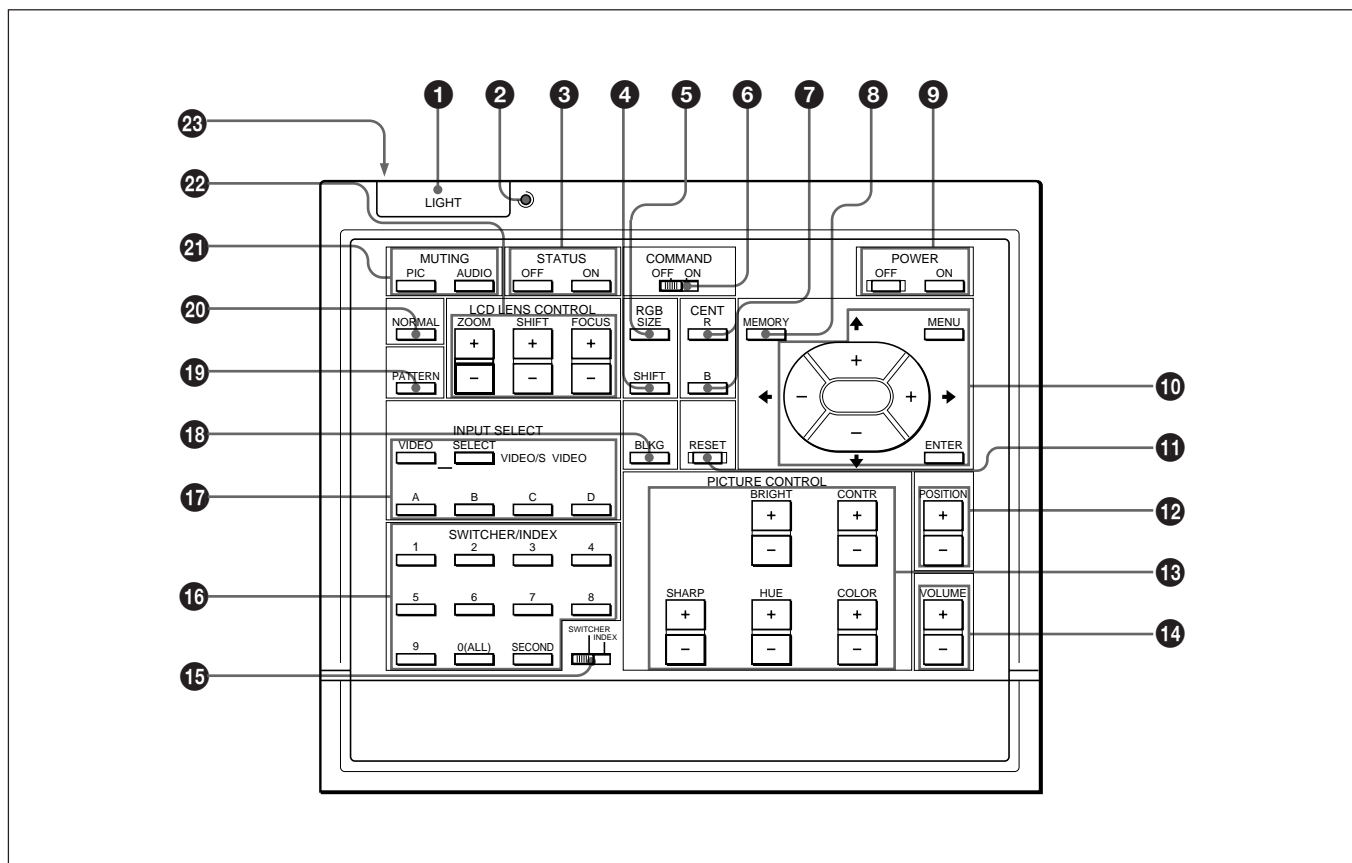 1 2 3 4 5 6 7 8 9
23
22
LIGHT
21
MUTING STATUS COMMAND POWER
PIC AUDIO OFF ON OFF ON OFF ON
20
LCD LENS CONTROL RGB CENT
NORMAL ZOOM SHIFT FOCUS SIZE R MEMORY MENU
+ + + +
19
PATTERN - - - SHIFT B - + 10
-
18
INPUT SELECT
VIDEO SELECT VIDEO/S VIDEO BLKG RESET ENTER 11
PICTURE CONTROL
17
A B C D BRIGHT CONTR POSITION
+ + + 12
- - -
SWITCHER/INDEX
1 2 3 4 13
16
5 6 7 8 SHARP HUE COLOR VOLUME
+ + + + 14
- - - -
SWITCHER INDEX
9 0(ALL) SECOND
15